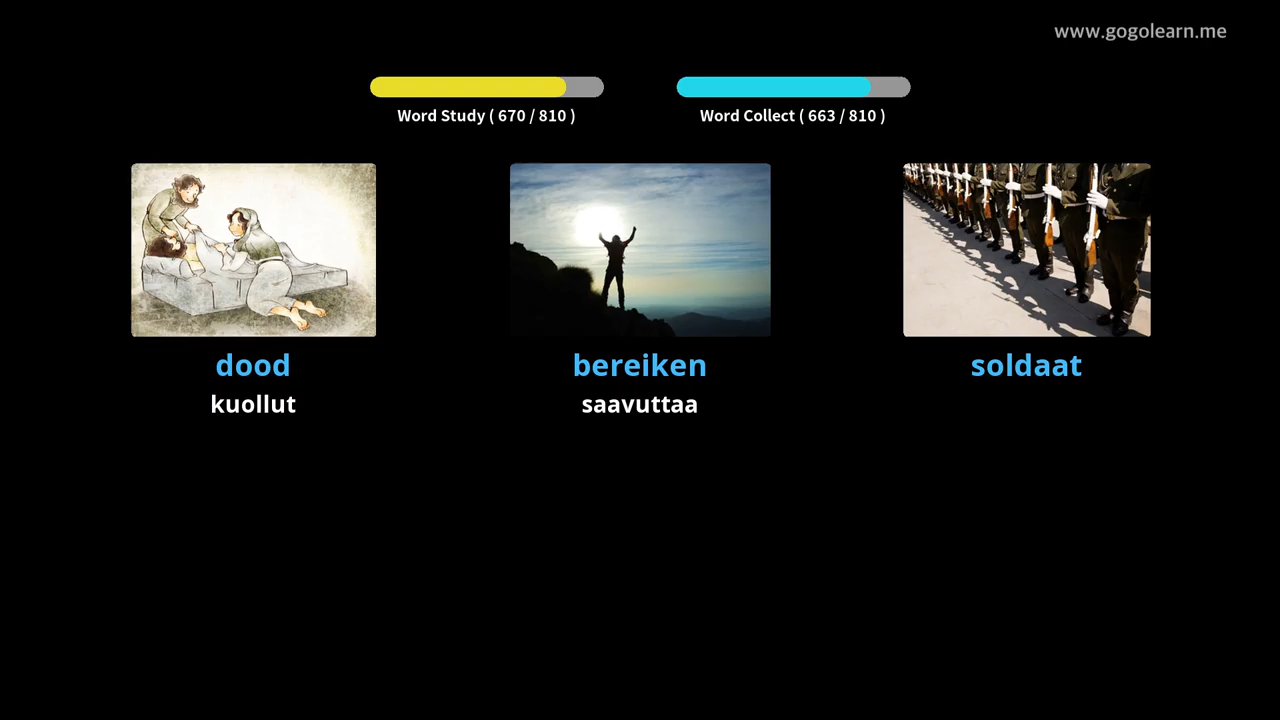 www.gogolearn.me
Word Study ( 670 / 810 )
Word Collect ( 663 / 810 )
dood
bereiken
soldaat
kuollut
saavuttaa